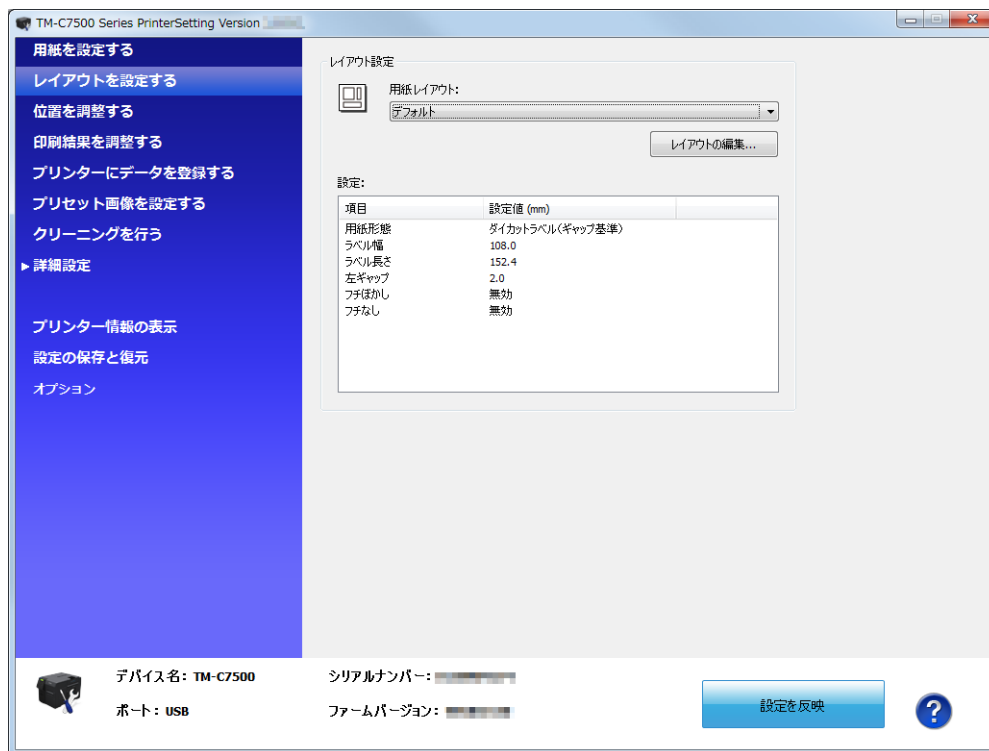 TM-C7500 Series PrinterSetting Version
用紙を設定する
レイアウトを設定する
位置を調整する
印刷結果を調整する
プリンターにデータを登録する
プリセット画像を設定する
クリーニングを行う
詳細設定
プリンター情報の表示
設定の保存と復元
オプション
レイアウト設定
用紙レイアウト:
デフォルト
レイアウトの編集...
設定:
項目 設定値 (mm)
用紙形態 ダイカットラベル(ギャップ基準)
ラベル幅 108.0
ラベル長さ 152.4
左ギャップ 2.0
フチぼかし 無効
フチなし 無効
デバイス名: TM-C7500 シリアルナンバー:
ポート: USB ファームバージョン:
設定を反映
?